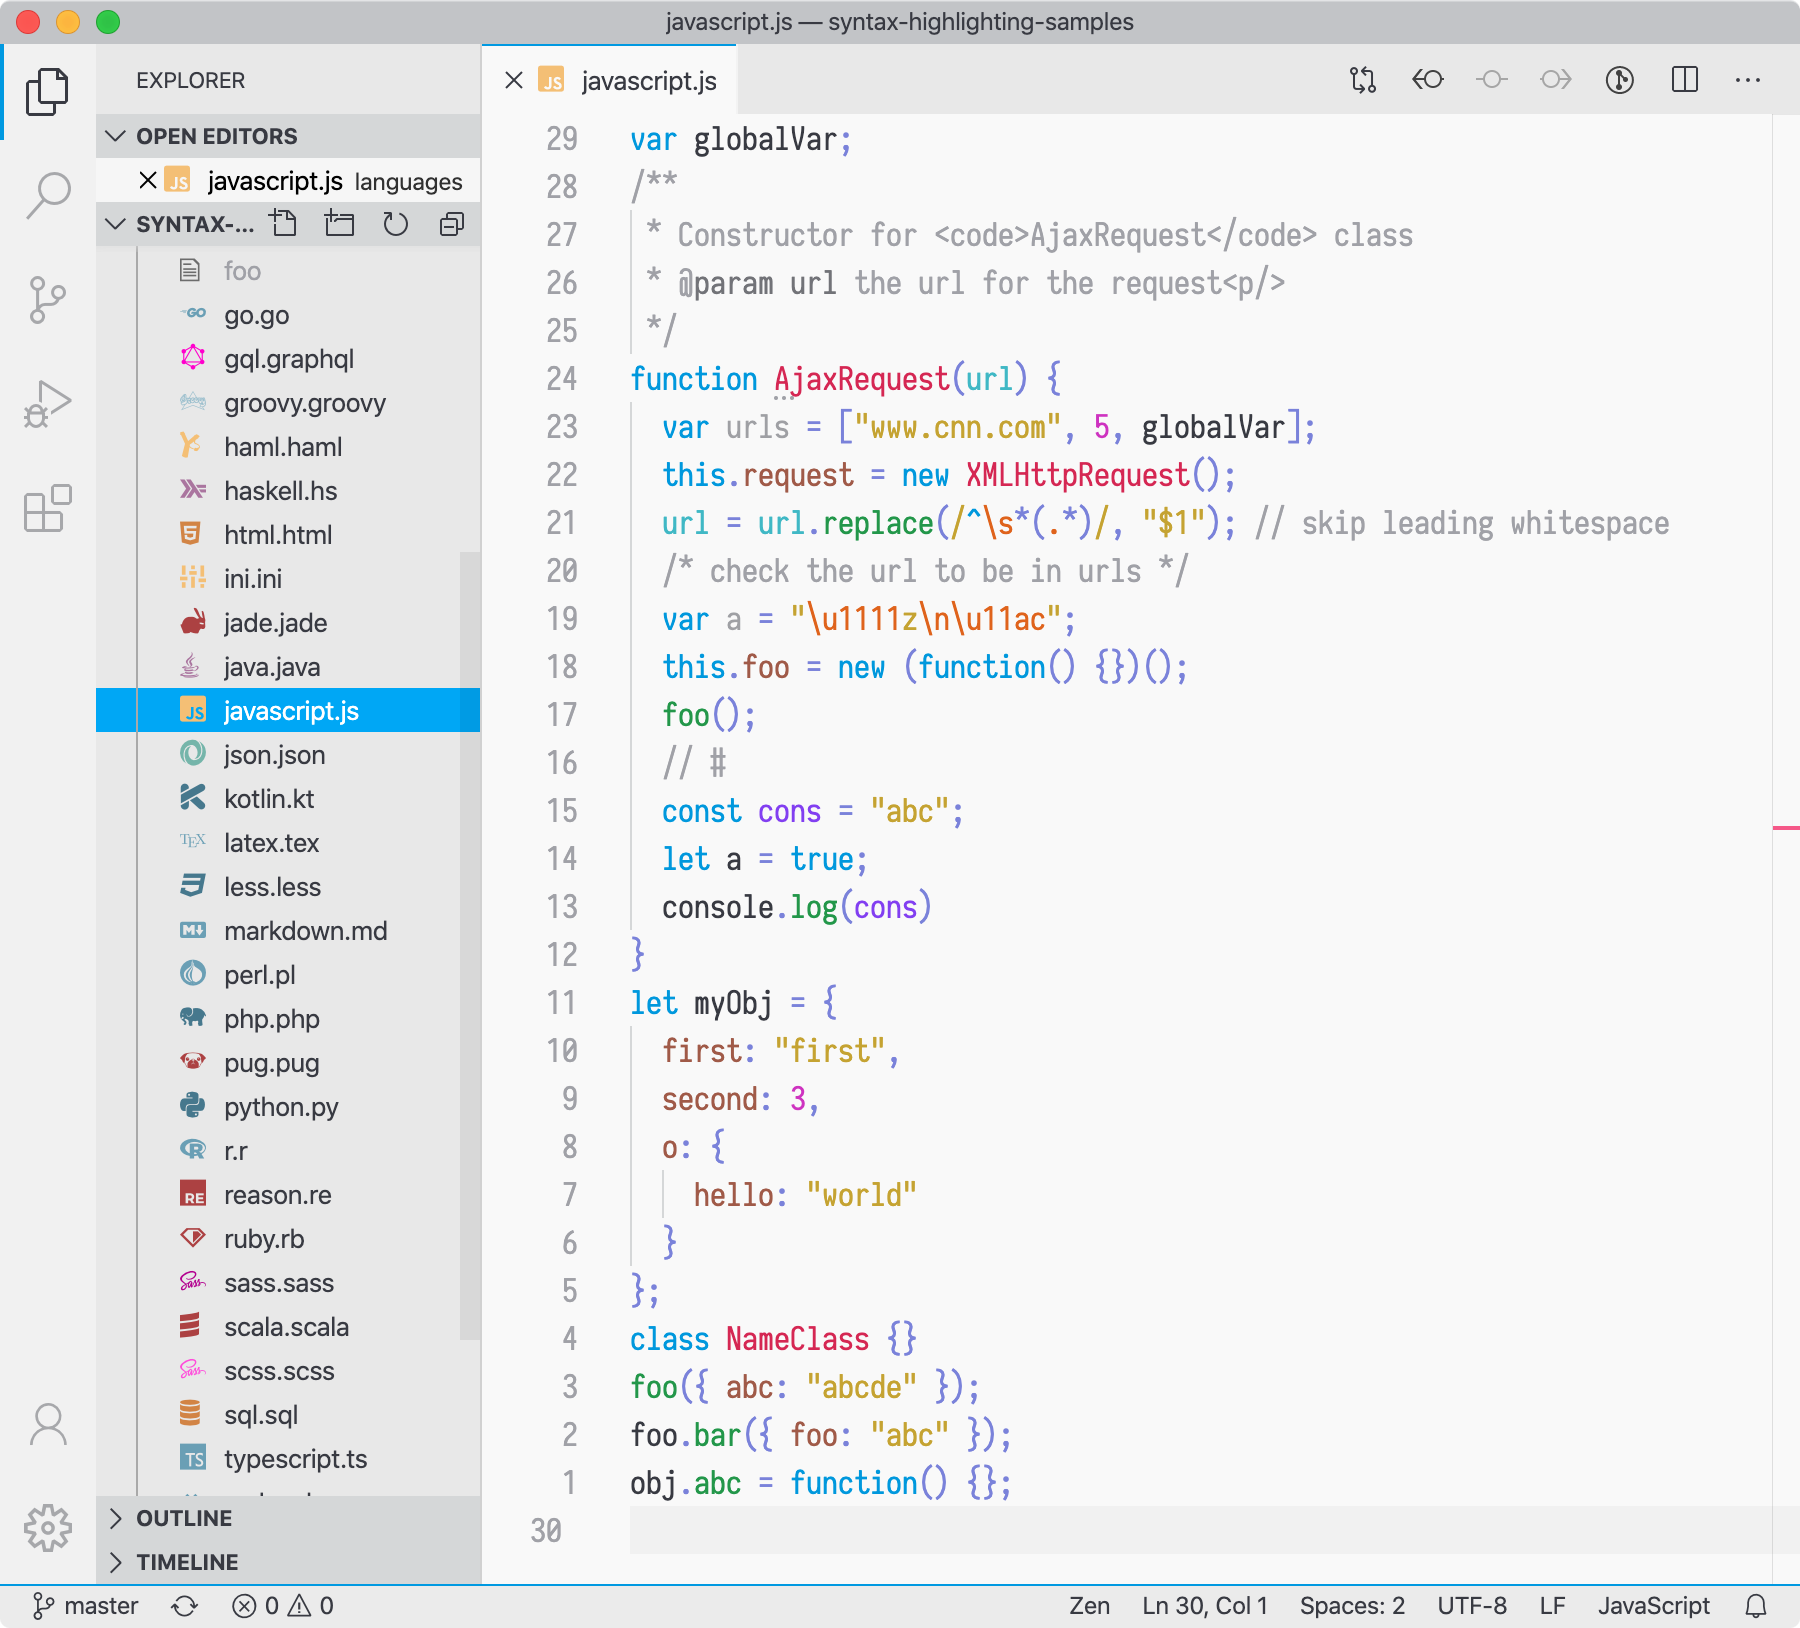 javascript.js — syntax-highlighting-samples
EXPLORER
OPEN EDITORS
JS javascript.js languages
SYNTAX-...
foo
GO go.go
gql.graphql
groovy.groovy
haml.haml
haskell.hs
5 html.html
ini.ini
jade.jade
java.java
JS javascript.js
json.json
kotlin.kt
TEX latex.tex
less.less
M markdown.md
perl.pl
php.php
pug.pug
python.py
R r.r
RE reason.re
ruby.rb
Sass sass.sass
scala.scala
Sass scss.scss
sql.sql
TS typescript.ts
OUTLINE
TIMELINE
JS javascript.js
29 var globalVar;
28 /**
27 * Constructor for <code>AjaxRequest</code> class
26 * @param url the url for the request<p/>
25 */
24 function AjaxRequest(url) {
23 var urls = ["www.cnn.com", 5, globalVar];
22 this.request = new XMLHttpRequest();
21 url = url.replace(/^\s*(.*)/, "$1"); // skip leading whitespace
20 /* check the url to be in urls */
19 var a = "\u1111z\n\u11ac";
18 this.foo = new (function() {})();
17 foo();
16 // #
15 const cons = "abc";
14 let a = true;
13 console.log(cons)
12 }
11 let myObj = {
10 first: "first",
9 second: 3,
8 o: {
7 hello: "world"
6 }
5 };
4 class NameClass {}
3 foo({ abc: "abcde" });
2 foo.bar({ foo: "abc" });
1 obj.abc = function() {};
30
master 0 0 Zen Ln 30, Col 1 Spaces: 2 UTF-8 LF JavaScript